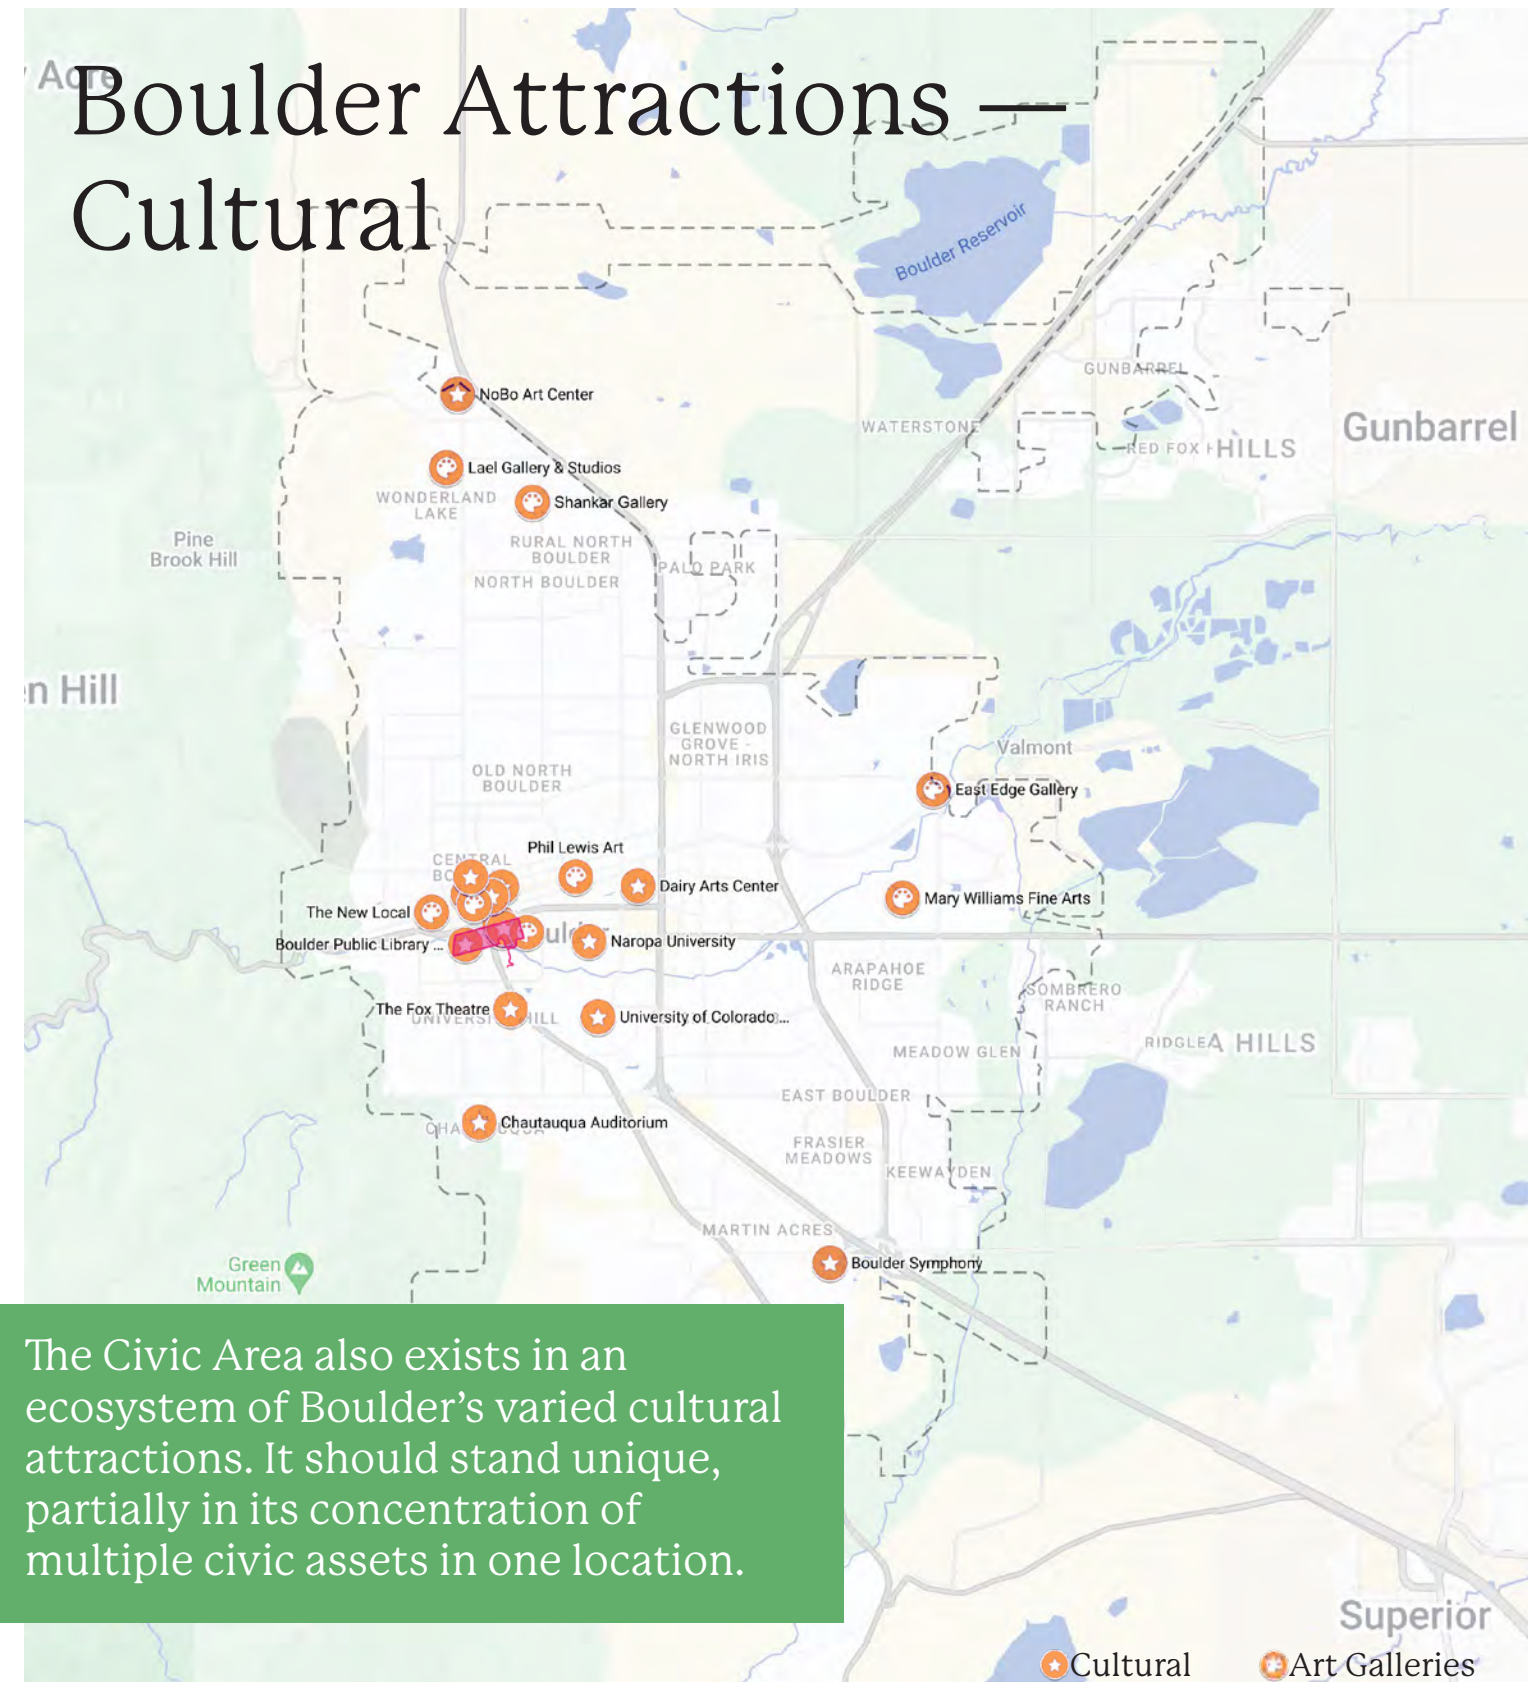 Boulder Attractions —
Cultural
Boulder Reservoir
GUNBARREL
Gunbarrel
WATERSTONE
RED FOX HILLS
NoBo Art Center
Lael Gallery & Studios
WONDERLAND
LAKE
Shankar Gallery
Pine
Brook Hill
RURAL NORTH
BOULDER
NORTH BOULDER
PALO PARK
n Hill
GLENWOOD
GROVE -
NORTH IRIS
Valmont
OLD NORTH
BOULDER
East Edge Gallery
Phil Lewis Art
CENTRAL
Dairy Arts Center
Mary Williams Fine Arts
The New Local
Boulder Public Library ...
Naropa University
ARAPAHOE
RIDGE
SOMBRERO
RANCH
The Fox Theatre
University of Colorado...
HILL
MEADOW GLEN
RIDGLEA HILLS
EAST BOULDER
Chautauqua Auditorium
FRASIER
MEADOWS
KEEWAYDEN
MARTIN ACRES
Boulder Symphony
Green
Mountain
The Civic Area also exists in an
ecosystem of Boulder’s varied cultural
attractions. It should stand unique,
partially in its concentration of
multiple civic assets in one location.
Superior
Cultural
Art Galleries